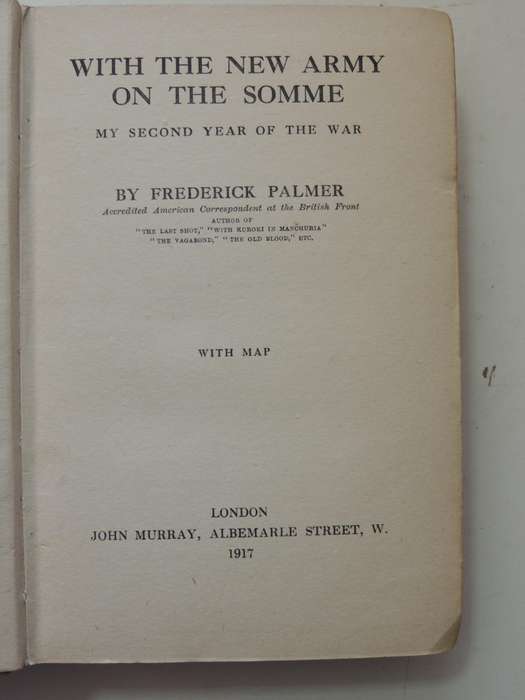 WITH THE NEW ARMY
ON THE SOMME
MY SECOND YEAR OF THE WAR
BY FREDERICK PALMER
Accredited American Correspondent at the British Front
AUTHOR OF
"THE LAST SHOT," "WITH KUROKI IN MANCHURIA"
"THE VAGABOND," "THE OLD BLOOD," ETC.
WITH MAP
LONDON
JOHN MURRAY, ALBEMARLE STREET, W.
1917